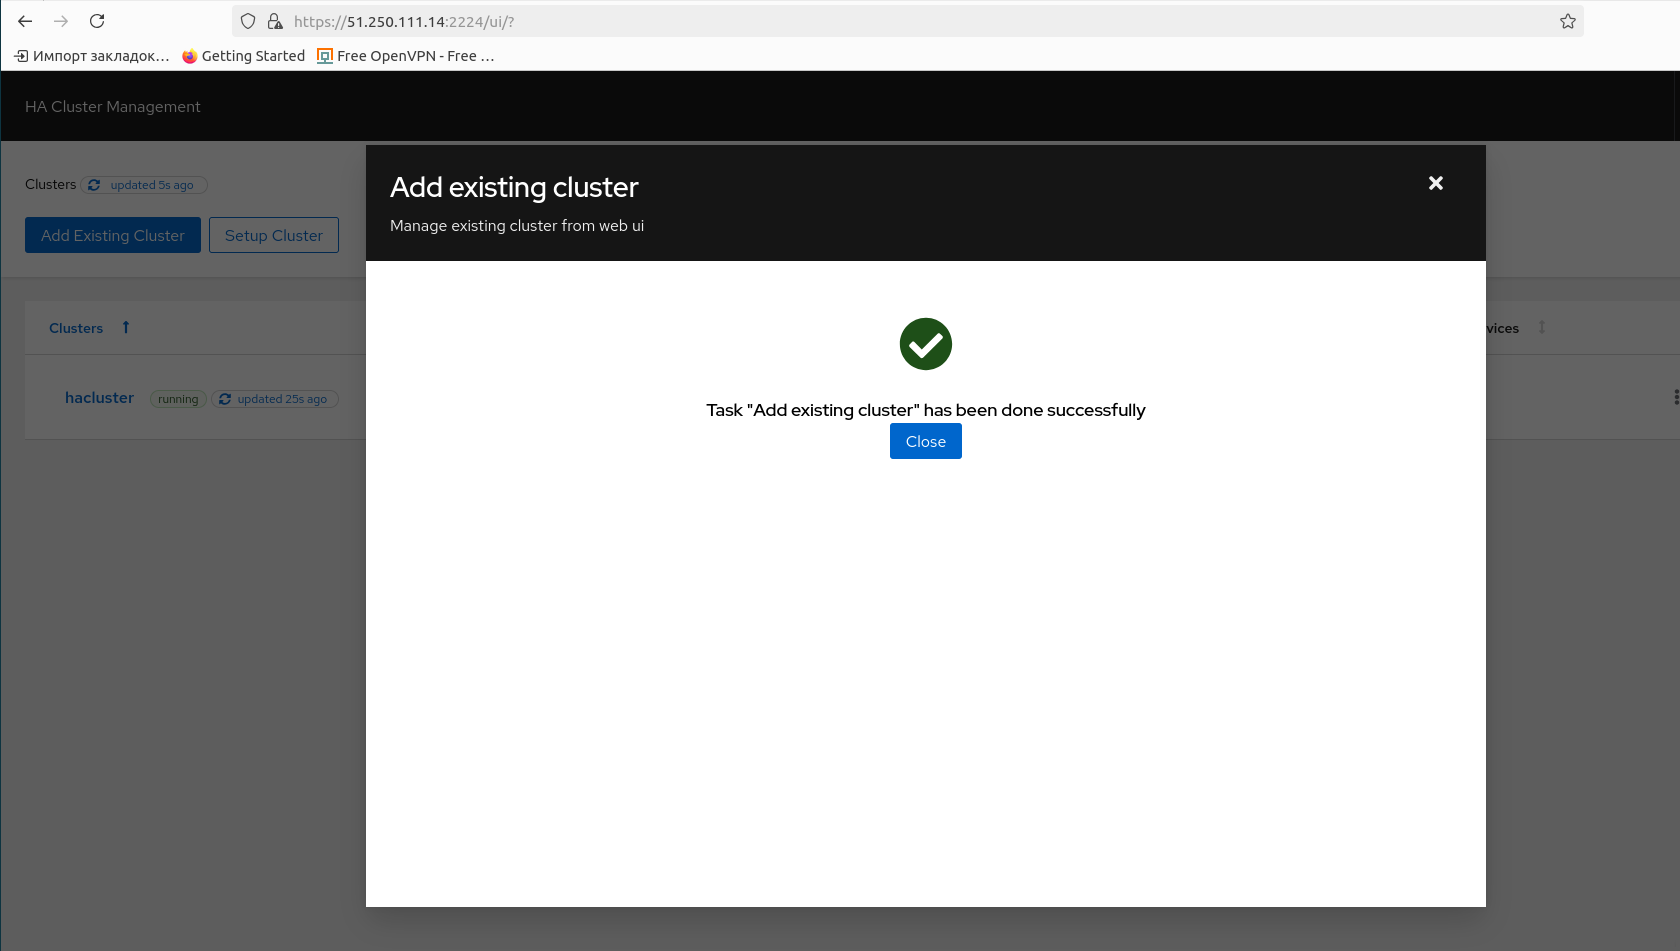 https://51.250.111.14:2224/ui/?
Импорт закладок… Getting Started Free OpenVPN - Free …
HA Cluster Management
Clusters updated 5s ago
Add Existing Cluster Setup Cluster
Add existing cluster
Manage existing cluster from web ui
Clusters vices
hacluster running updated 25s ago
Task "Add existing cluster" has been done successfully
Close